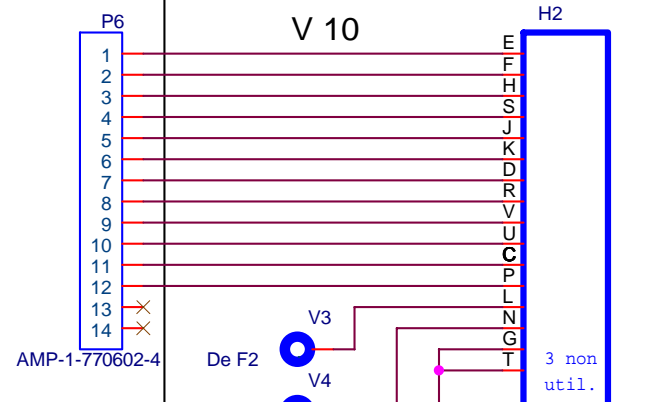 P6
V 10
H2
1
2
3
4
5
6
7
8
9
10
11
12
13
14
AMP-1-770602-4
E
F
H
S
J
K
D
R
V
U
C
P
L
N
G
T
V3
De F2
V4
3 non
util.